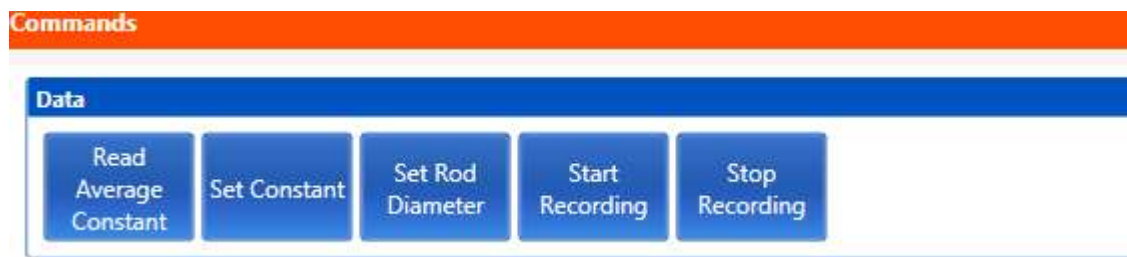 Commands
Data
Read
Average
Constant
Set Constant
Set Rod
Diameter
Start
Recording
Stop
Recording